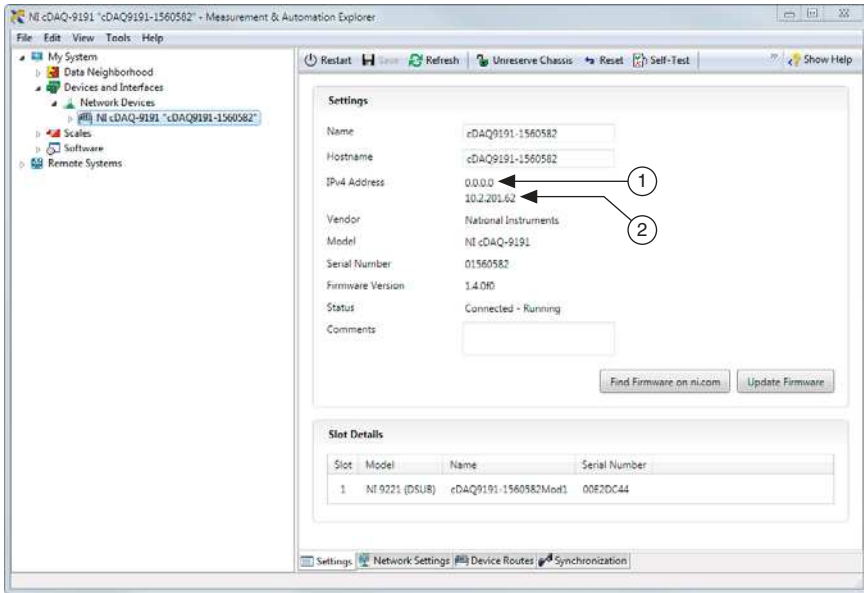 NI cDAQ-9191 "cDAQ9191-1560582" - Measurement & Automation Explorer
File Edit View Tools Help
My System
Data Neighborhood
Devices and Interfaces
Network Devices
NI cDAQ-9191 "cDAQ9191-1560582"
Scales
Software
Remote Systems
Restart Save Refresh Unreserve Chassis Reset Self-Test Show Help
Settings
Name cDAQ9191-1560582
Hostname cDAQ9191-1560582
IPv4 Address 0.0.0.0 1
10.2.201.62 2
Vendor National Instruments
Model NI cDAQ-9191
Serial Number 01560582
Firmware Version 1.4.0f0
Status Connected - Running
Comments
Find Firmware on ni.com Update Firmware
Slot Details
Slot Model Name Serial Number
1 NI 9221 (DSUB) cDAQ9191-1560582Mod1 00E2DC44
Settings Network Settings Device Routes Synchronization